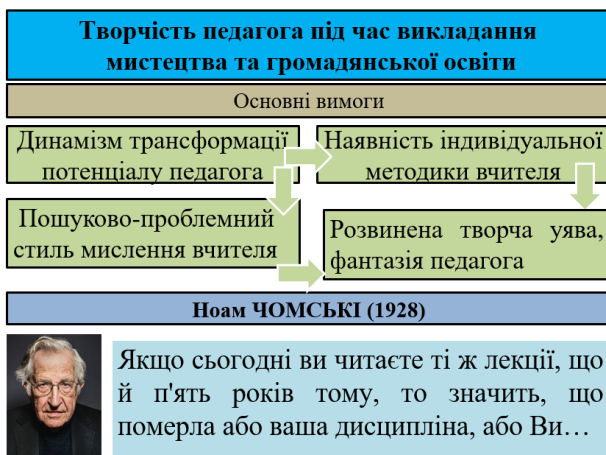 Творчість педагога під час викладання
мистецтва та громадянської освіти
Основні вимоги
Динамізм трансформації
потенціалу педагога
Наявність індивідуальної
методики вчителя
Пошуково-проблемний
стиль мислення вчителя
Розвинена творча уява,
фантазія педагога
Ноам ЧОМСЬКІ (1928)
Якщо сьогодні ви читаєте ті ж лекції, що
й п'ять років тому, то значить, що
померла або ваша дисципліна, або Ви…